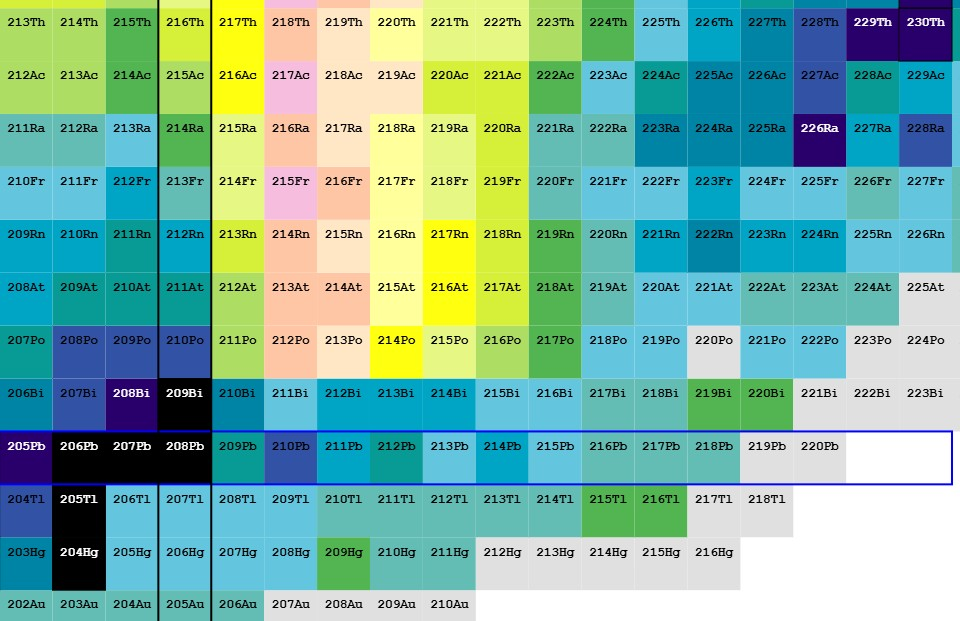 213Th 214Th 215Th 216Th 217Th 218Th 219Th 220Th 221Th 222Th 223Th 224Th 225Th 226Th 227Th 228Th 229Th 230Th
212Ac 213Ac 214Ac 215Ac 216Ac 217Ac 218Ac 219Ac 220Ac 221Ac 222Ac 223Ac 224Ac 225Ac 226Ac 227Ac 228Ac 229Ac
211Ra 212Ra 213Ra 214Ra 215Ra 216Ra 217Ra 218Ra 219Ra 220Ra 221Ra 222Ra 223Ra 224Ra 225Ra 226Ra 227Ra 228Ra
210Fr 211Fr 212Fr 213Fr 214Fr 215Fr 216Fr 217Fr 218Fr 219Fr 220Fr 221Fr 222Fr 223Fr 224Fr 225Fr 226Fr 227Fr
209Rn 210Rn 211Rn 212Rn 213Rn 214Rn 215Rn 216Rn 217Rn 218Rn 219Rn 220Rn 221Rn 222Rn 223Rn 224Rn 225Rn 226Rn
208At 209At 210At 211At 212At 213At 214At 215At 216At 217At 218At 219At 220At 221At 222At 223At 224At 225At
207Po 208Po 209Po 210Po 211Po 212Po 213Po 214Po 215Po 216Po 217Po 218Po 219Po 220Po 221Po 222Po 223Po 224Po
206Bi 207Bi 208Bi 209Bi 210Bi 211Bi 212Bi 213Bi 214Bi 215Bi 216Bi 217Bi 218Bi 219Bi 220Bi 221Bi 222Bi 223Bi
205Pb 206Pb 207Pb 208Pb 209Pb 210Pb 211Pb 212Pb 213Pb 214Pb 215Pb 216Pb 217Pb 218Pb 219Pb 220Pb
204Tl 205Tl 206Tl 207Tl 208Tl 209Tl 210Tl 211Tl 212Tl 213Tl 214Tl 215Tl 216Tl 217Tl 218Tl
203Hg 204Hg 205Hg 206Hg 207Hg 208Hg 209Hg 210Hg 211Hg 212Hg 213Hg 214Hg 215Hg 216Hg
202Au 203Au 204Au 205Au 206Au 207Au 208Au 209Au 210Au